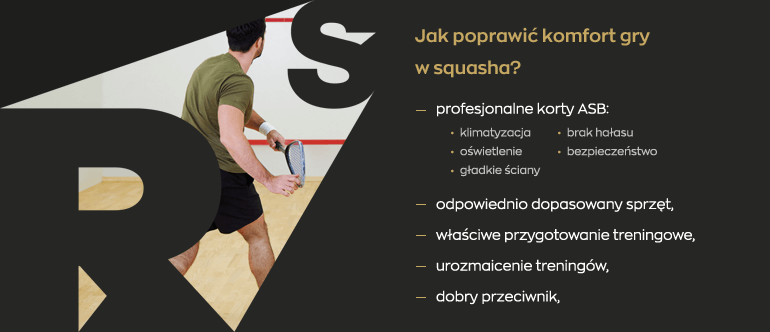 RS
Jak poprawić komfort gry
w squasha?
— profesjonalne korty ASB:
• klimatyzacja
• brak hałasu
• oświetlenie
• bezpieczeństwo
• gładkie ściany
— odpowiednio dopasowany sprzęt,
— właściwe przygotowanie treningowe,
— urozmaicenie treningów,
— dobry przeciwnik,